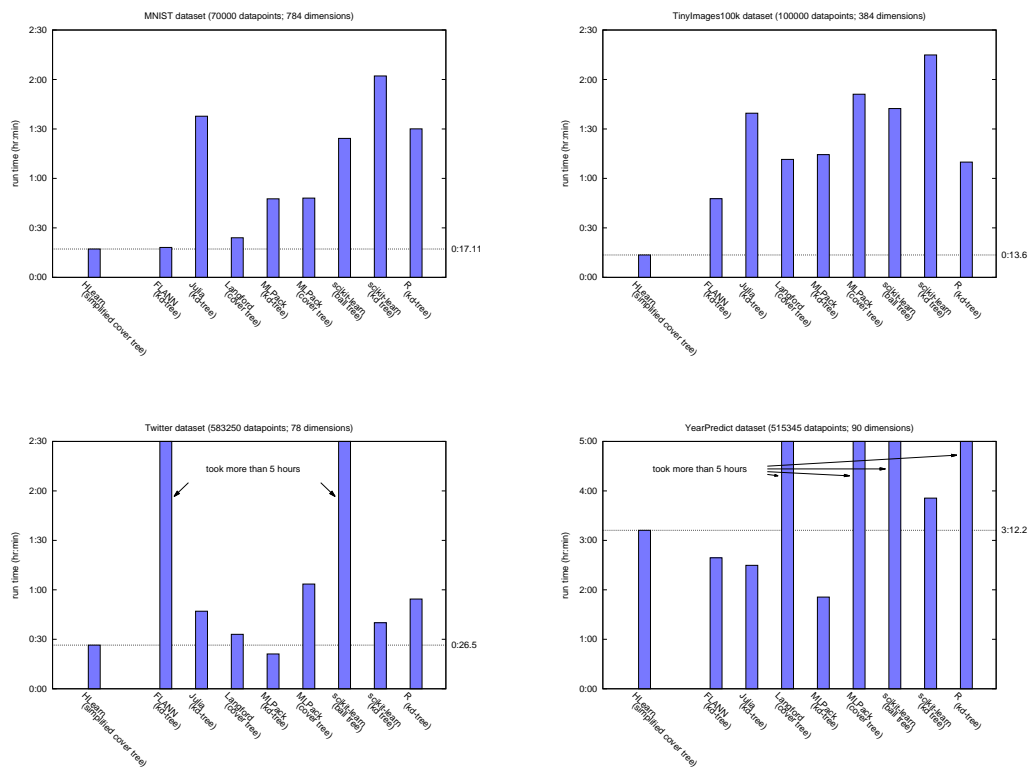 MNIST dataset (70000 datapoints; 784 dimensions)
2:30
2:00
1:30
1:00
0:30
0:00
run time (hr:min)
0:17.11
HLearn
(simplified cover tree)
FLANN
(kd-tree)
Julia
(kd-tree)
Langford
(cover tree)
MLPack
(kd-tree)
MLPack
(cover tree)
scikit-learn
(ball tree)
scikit-learn
(kd tree)
R
(kd-tree)
TinyImages100k dataset (100000 datapoints; 384 dimensions)
2:30
2:00
1:30
1:00
0:30
0:00
run time (hr:min)
0:13.6
HLearn
(simplified cover tree)
FLANN
(kd-tree)
Julia
(kd-tree)
Langford
(cover tree)
MLPack
(kd-tree)
MLPack
(cover tree)
scikit-learn
(ball tree)
scikit-learn
(kd tree)
R
(kd-tree)
Twitter dataset (583250 datapoints; 78 dimensions)
2:30
2:00
1:30
1:00
0:30
0:00
run time (hr:min)
took more than 5 hours
0:26.5
HLearn
(simplified cover tree)
FLANN
(kd-tree)
Julia
(kd-tree)
Langford
(cover tree)
MLPack
(kd-tree)
MLPack
(cover tree)
scikit-learn
(ball tree)
scikit-learn
(kd tree)
R
(kd-tree)
YearPredict dataset (515345 datapoints; 90 dimensions)
5:00
4:00
3:00
2:00
1:00
0:00
run time (hr:min)
took more than 5 hours
3:12.2
HLearn
(simplified cover tree)
FLANN
(kd-tree)
Julia
(kd-tree)
Langford
(cover tree)
MLPack
(kd-tree)
MLPack
(cover tree)
scikit-learn
(ball tree)
scikit-learn
(kd tree)
R
(kd-tree)